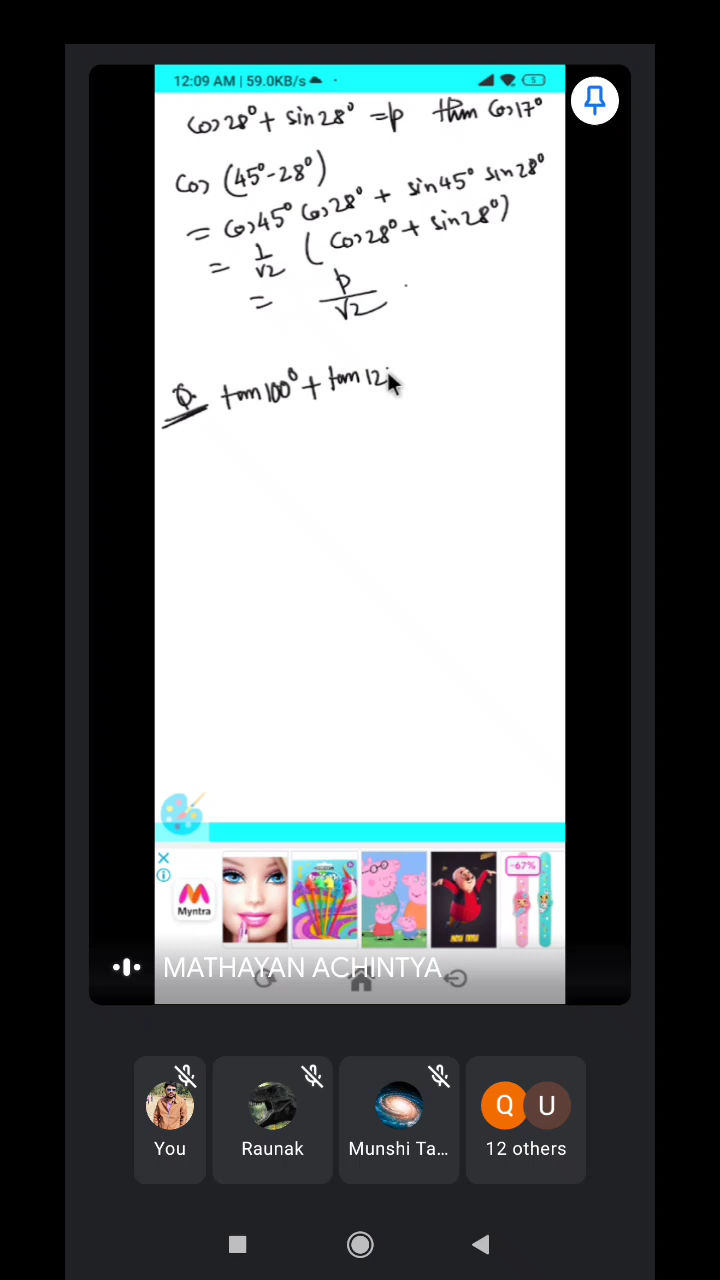 12:09 AM | 59.0KB/s
5
cos 28° + sin 28° = p then cos 17°
cos (45° - 28°)
= cos 45° cos 28° + sin 45° sin 28°
= 1/√2 (cos 28° + sin 28°)
= p/√2 .
Q. tan 100° + tan 12
Myntra
-67%
MATHAYAN ACHINTYA
You
Raunak
Munshi Ta...
Q U
12 others